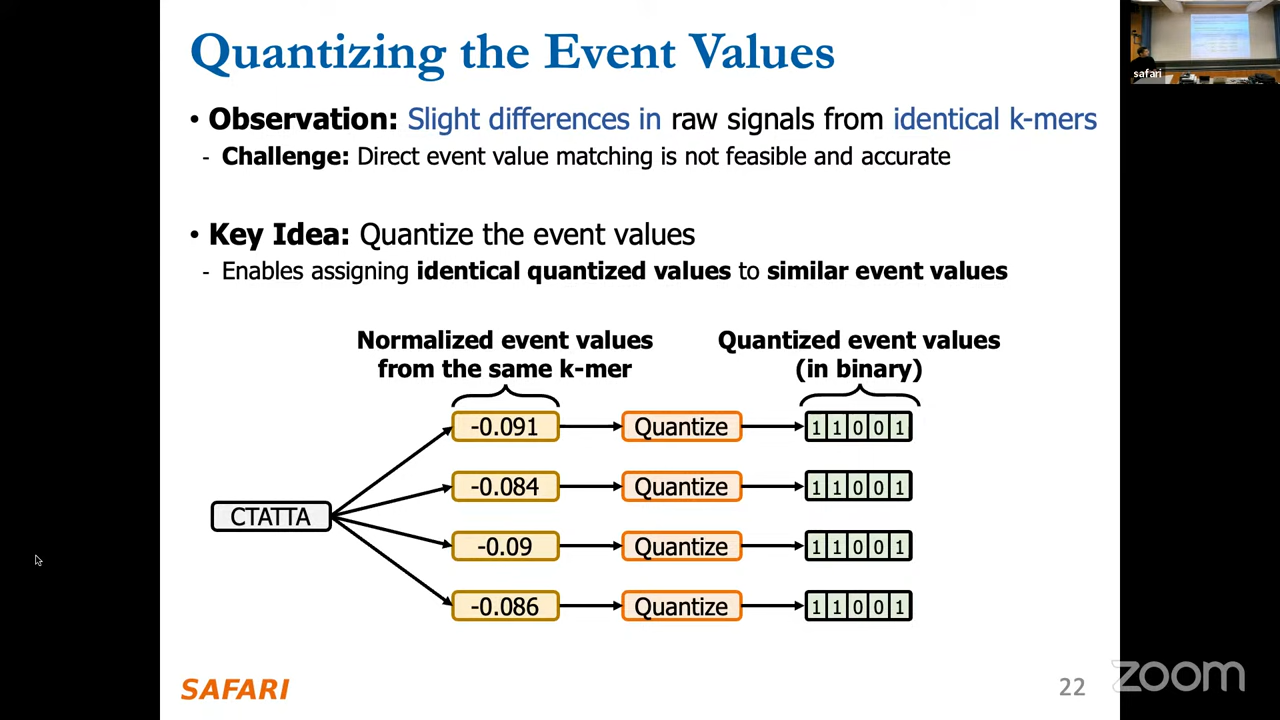 Quantizing the Event Values
safari
• Observation: Slight differences in raw signals from identical k-mers
- Challenge: Direct event value matching is not feasible and accurate
• Key Idea: Quantize the event values
- Enables assigning identical quantized values to similar event values
Normalized event values
from the same k-mer
Quantized event values
(in binary)
-0.091 Quantize 1 1 0 0 1
-0.084 Quantize 1 1 0 0 1
CTATTA
-0.09 Quantize 1 1 0 0 1
-0.086 Quantize 1 1 0 0 1
SAFARI
22
zoom